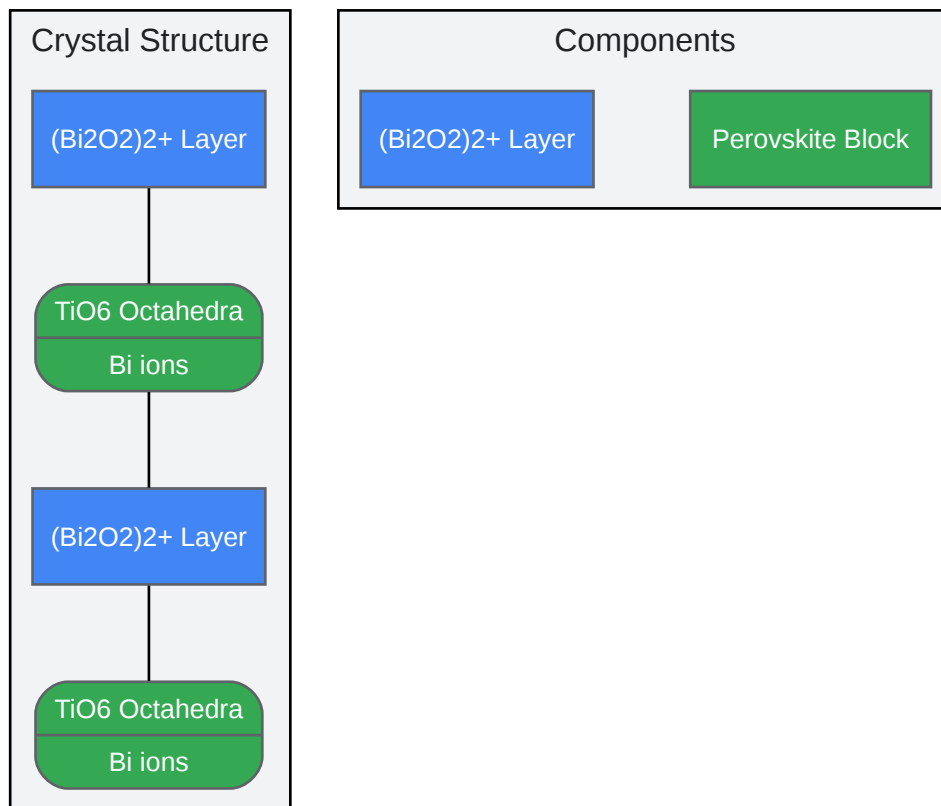 Crystal Structure
(Bi2O2)2+ Layer
TiO6 Octahedra
Bi ions
(Bi2O2)2+ Layer
TiO6 Octahedra
Bi ions
Components
(Bi2O2)2+ Layer
Perovskite Block